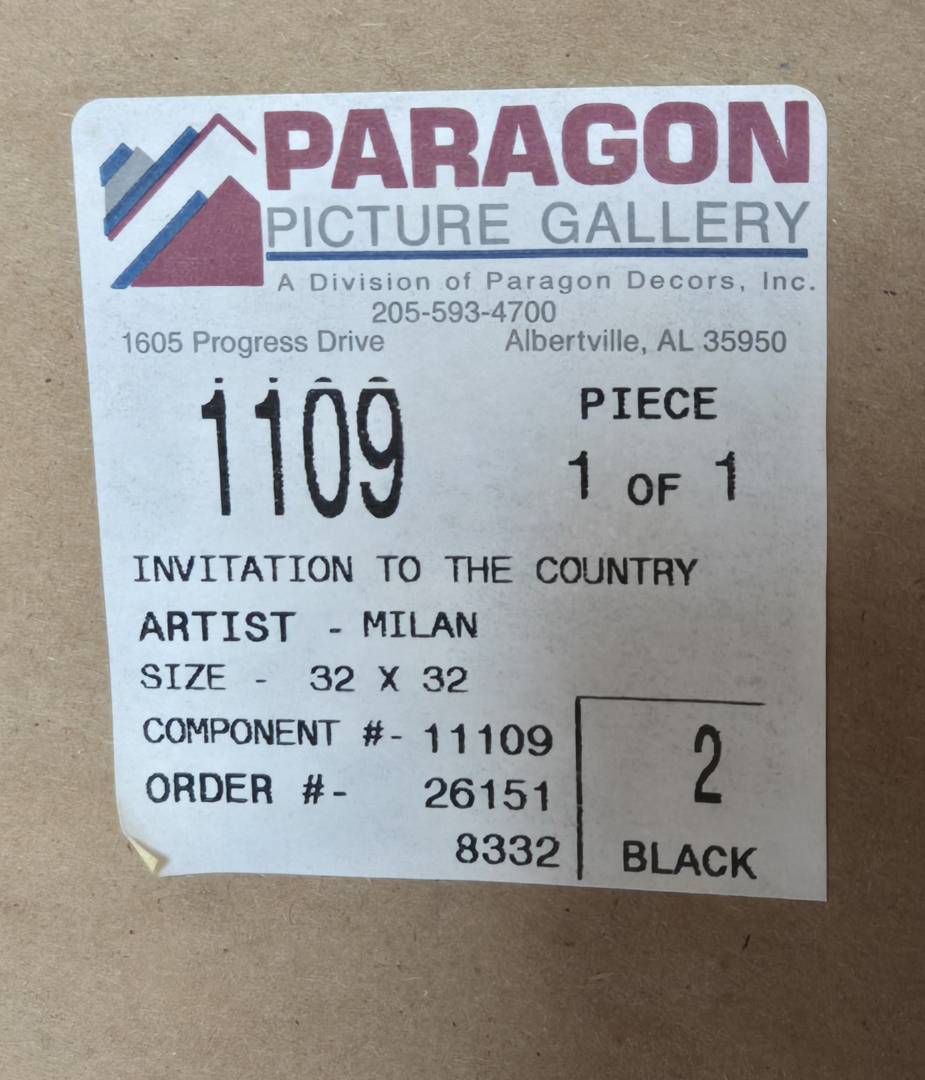 PARAGON
PICTURE GALLERY
A Division of Paragon Decors, Inc.
205-593-4700
1605 Progress Drive Albertville, AL 35950
1109 PIECE
1 OF 1
INVITATION TO THE COUNTRY
ARTIST - MILAN
SIZE - 32 X 32
COMPONENT #- 11109
ORDER #- 26151
8332
2
BLACK